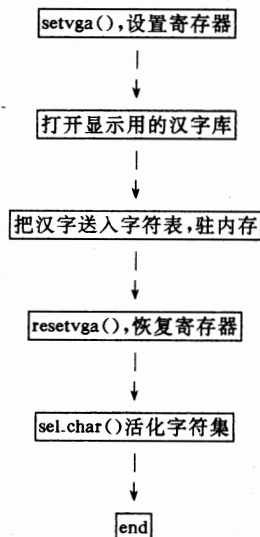 setvga(),设置寄存器
打开显示用的汉字库
把汉字送入字符表,驻内存
resetvga(),恢复寄存器
sel.char()活化字符集
end